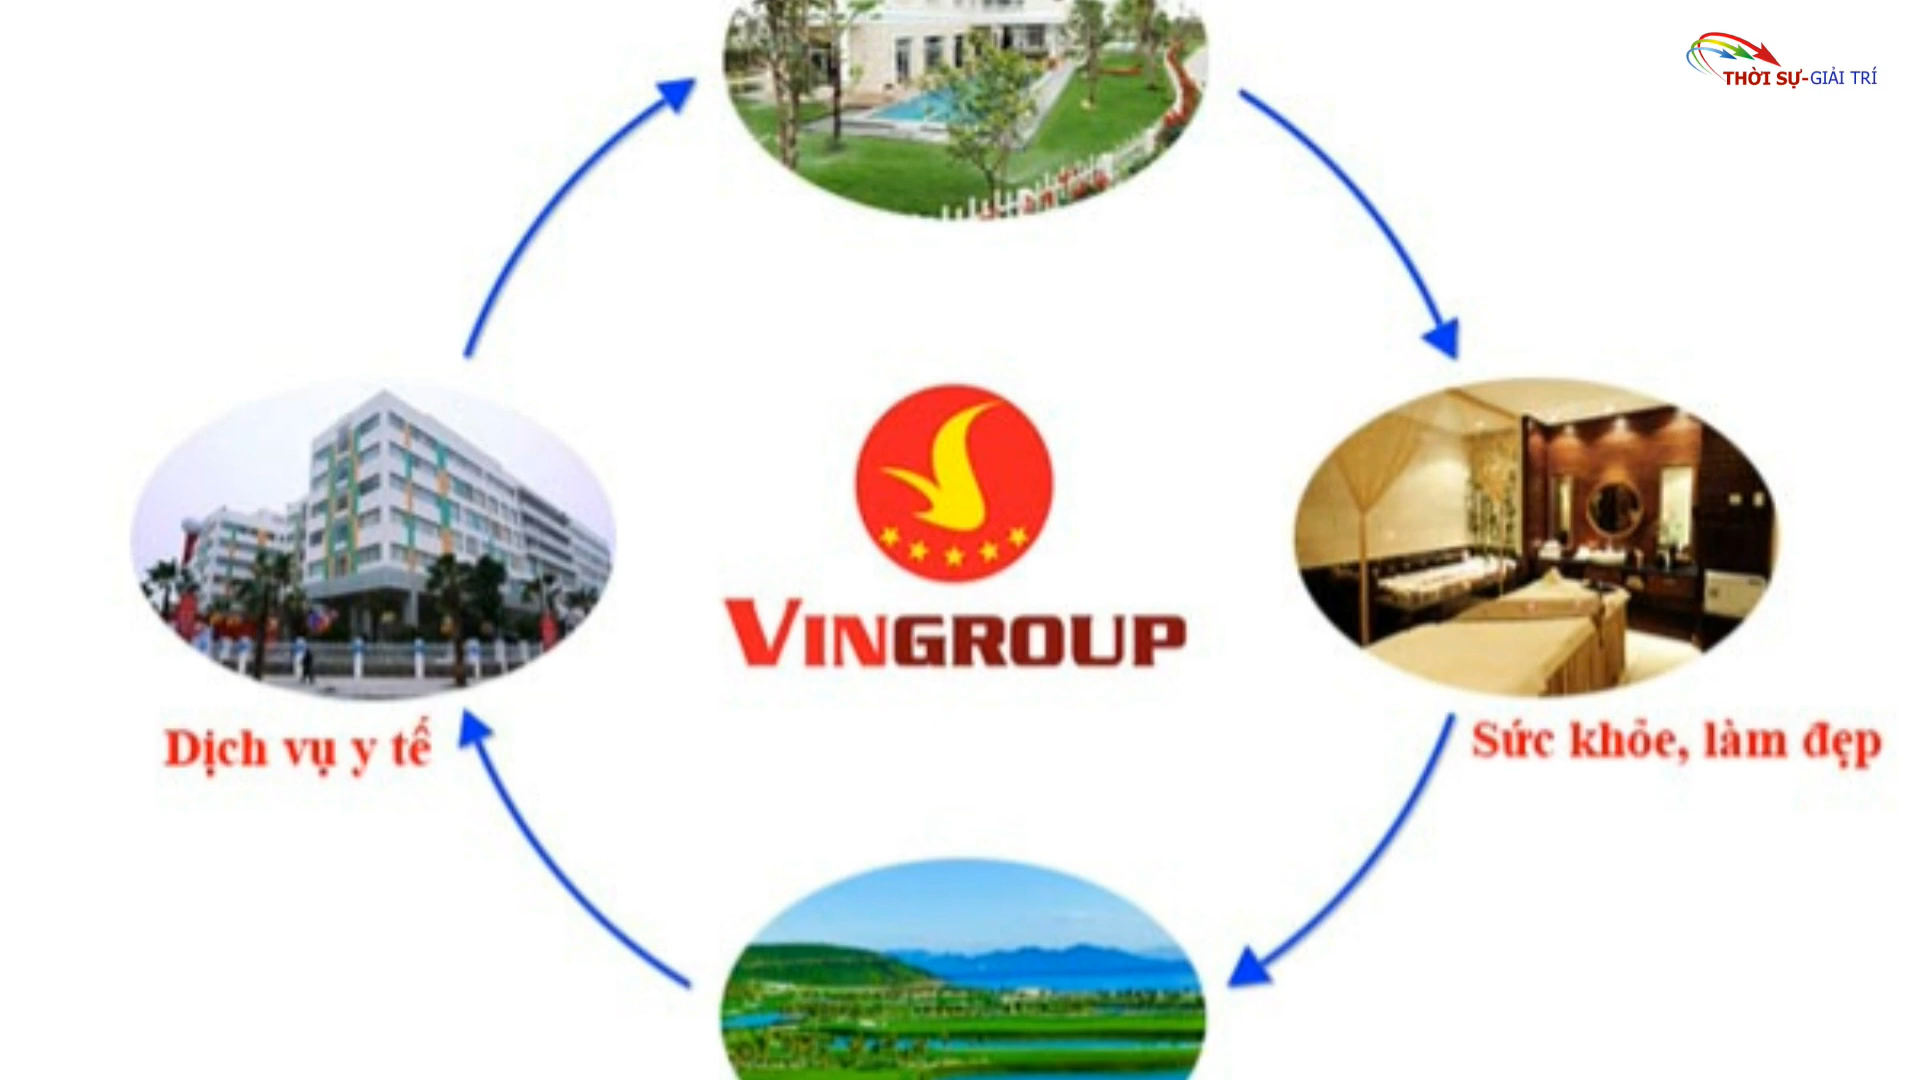 THỜI SỰ-GIẢI TRÍ
VINGROUP
Dịch vụ y tế
Sức khỏe, làm đẹp